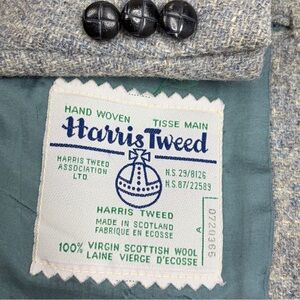 HAND WOVEN TISSE MAIN
Harris Tweed
HARRIS TWEED
ASSOCIATION
LTD
N.S.29/8126
N.S.87/22589
HARRIS TWEED
MADE IN SCOTLAND
FABRIQUE EN ECOSSE
100% VIRGIN SCOTTISH WOOL
LAINE VIERGE D'ECOSSE
A 0720365